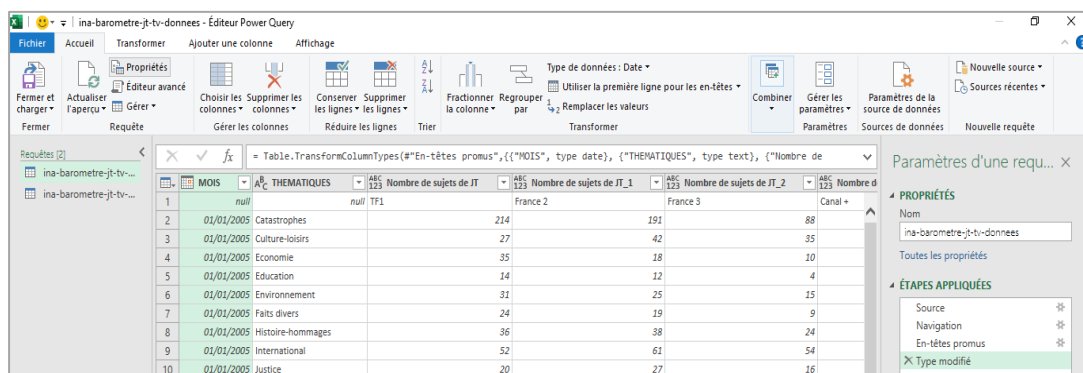 ina-barometre-jt-tv-donnees - Éditeur Power Query
Fichier Accueil Transformer Ajouter une colonne Affichage
Fermer et charger
Actualiser l'aperçu
Propriétés
Éditeur avancé
Gérer
Choisir les colonnes
Supprimer les colonnes
Conserver les lignes
Supprimer les lignes
Fractionner la colonne
Regrouper par
Type de données : Date
Utiliser la première ligne pour les en-têtes
1 2 Remplacer les valeurs
Combiner
Gérer les paramètres
Paramètres de la source de données
Nouvelle source
Sources récentes
Fermer Requête Gérer les colonnes Réduire les lignes Trier Transformer Paramètres Sources de données Nouvelle requête
Requêtes [2]
ina-barometre-jt-tv-...
ina-barometre-jt-tv-...
fx = Table.TransformColumnTypes(#"En-têtes promus",{{"MOIS", type date}, {"THEMATIQUES", type text}, {"Nombre de
MOIS ABC THEMATIQUES ABC 123 Nombre de sujets de JT ABC 123 Nombre de sujets de JT_1 ABC 123 Nombre de sujets de JT_2 ABC 123 Nombre d
1 null null TF1 France 2 France 3 Canal +
2 01/01/2005 Catastrophes 214 191 88
3 01/01/2005 Culture-loisirs 27 42 35
4 01/01/2005 Economie 35 18 10
5 01/01/2005 Education 14 12 4
6 01/01/2005 Environnement 31 25 15
7 01/01/2005 Faits divers 24 19 9
8 01/01/2005 Histoire-hommages 36 38 24
9 01/01/2005 International 52 61 54
10 01/01/2005 Justice 20 27 16
Paramètres d'une requ...
PROPRIÉTÉS
Nom
ina-barometre-jt-tv-donnees
Toutes les propriétés
ÉTAPES APPLIQUÉES
Source
Navigation
En-têtes promus
Type modifié